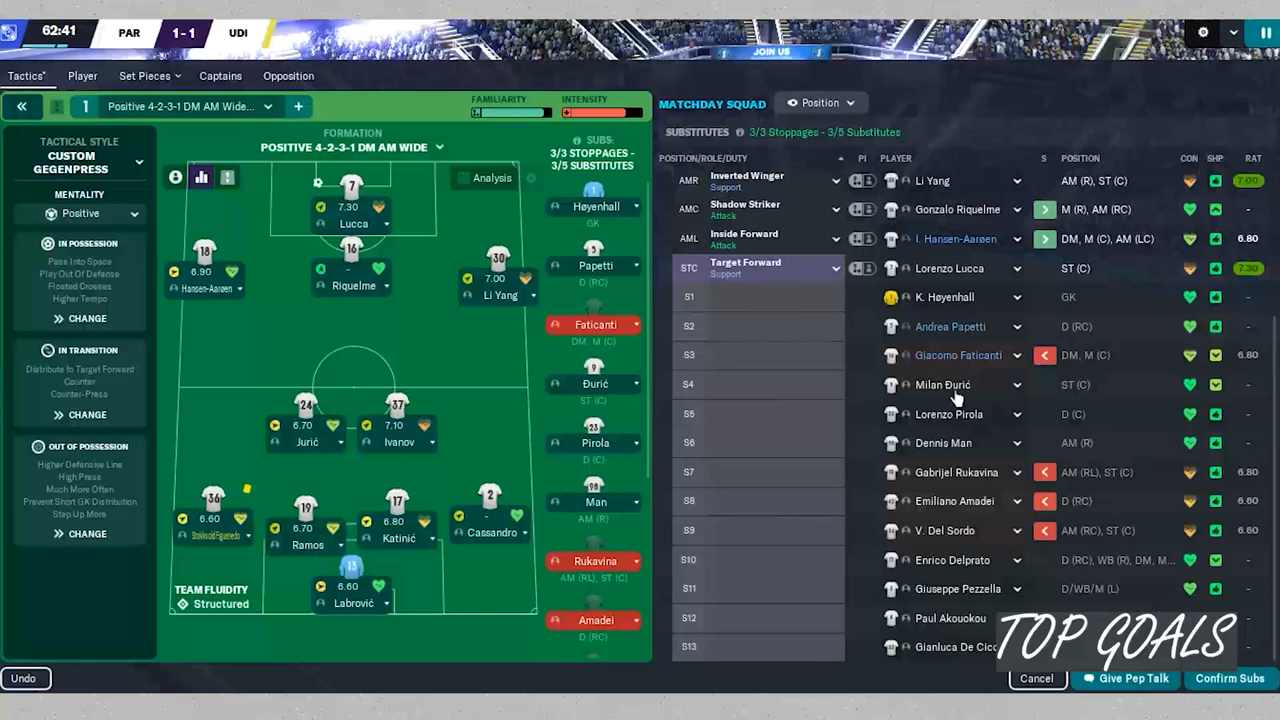 62:41 PAR 1-1 UDI
JOIN US
Tactics* Player Set Pieces Captains Opposition
1 Positive 4-2-3-1 DM AM Wide...
FAMILIARITY INTENSITY
TACTICAL STYLE
CUSTOM
GEGENPRESS
MENTALITY
Positive
IN POSSESSION
Pass Into Space
Play Out Of Defense
Floated Crosses
Higher Tempo
CHANGE
IN TRANSITION
Distribute to Target Forward
Counter
Counter-Press
CHANGE
OUT OF POSSESSION
Higher Defensive Line
High Press
Much More Often
Prevent Short GK Distribution
Step Up More
CHANGE
FORMATION
POSITIVE 4-2-3-1 DM AM WIDE
Analysis
7
7.30
Lucca
18
6.90
Hansen-Aarøen
16
-
Riquelme
30
7.00
Li Yang
24
6.70
Jurić
37
7.10
Ivanov
36
6.60
Stokkvold Figueredo
19
6.70
Ramos
17
6.80
Katinić
2
-
Cassandro
13
6.60
Labrović
TEAM FLUIDITY
Structured
SUBS:
3/3 STOPPAGES -
3/5 SUBSTITUTES
1
Høyenhall
GK
5
Papetti
D (RC)
Faticanti
DM, M (C)
9
Đurić
ST (C)
23
Pirola
D (C)
98
Man
AM (R)
Rukavina
AM (RL), ST (C)
Amadei
D (RC)
MATCHDAY SQUAD Position
SUBSTITUTES 3/3 Stoppages - 3/5 Substitutes
POSITION/ROLE/DUTY PI PLAYER S POSITION CON SHP RAT
AMR Inverted Winger Support Li Yang AM (R), ST (C) 7.00
AMC Shadow Striker Attack Gonzalo Riquelme M (R), AM (RC) -
AML Inside Forward Attack I. Hansen-Aarøen DM, M (C), AM (LC) 6.80
STC Target Forward Support Lorenzo Lucca ST (C) 7.30
S1 K. Høyenhall GK -
S2 Andrea Papetti D (RC) -
S3 Giacomo Faticanti DM, M (C) 6.80
S4 Milan Đurić ST (C) -
S5 Lorenzo Pirola D (C) -
S6 Dennis Man AM (R) -
S7 Gabrijel Rukavina AM (RL), ST (C) 6.80
S8 Emiliano Amadei D (RC) 6.60
S9 V. Del Sordo AM (RC), ST (C) 6.60
S10 Enrico Delprato D (RC), WB (R), DM, M... -
S11 Giuseppe Pezzella D/WB/M (L) -
S12 Paul Akouokou
S13 Gianluca De
TOP GOALS
Undo Cancel Give Pep Talk Confirm Subs